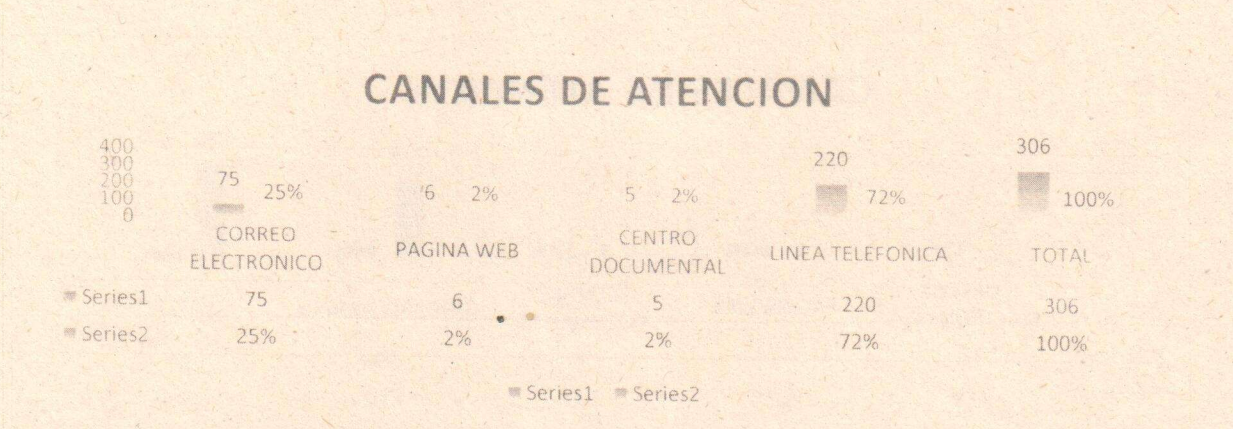 CANALES DE ATENCION
400
300
200
100
0
75 25%
6 2%
5 2%
220 72%
306 100%
CORREO ELECTRONICO
PAGINA WEB
CENTRO DOCUMENTAL
LINEA TELEFONICA
TOTAL
Series1 75 6 5 220 306
Series2 25% 2% 2% 72% 100%
Series1 Series2